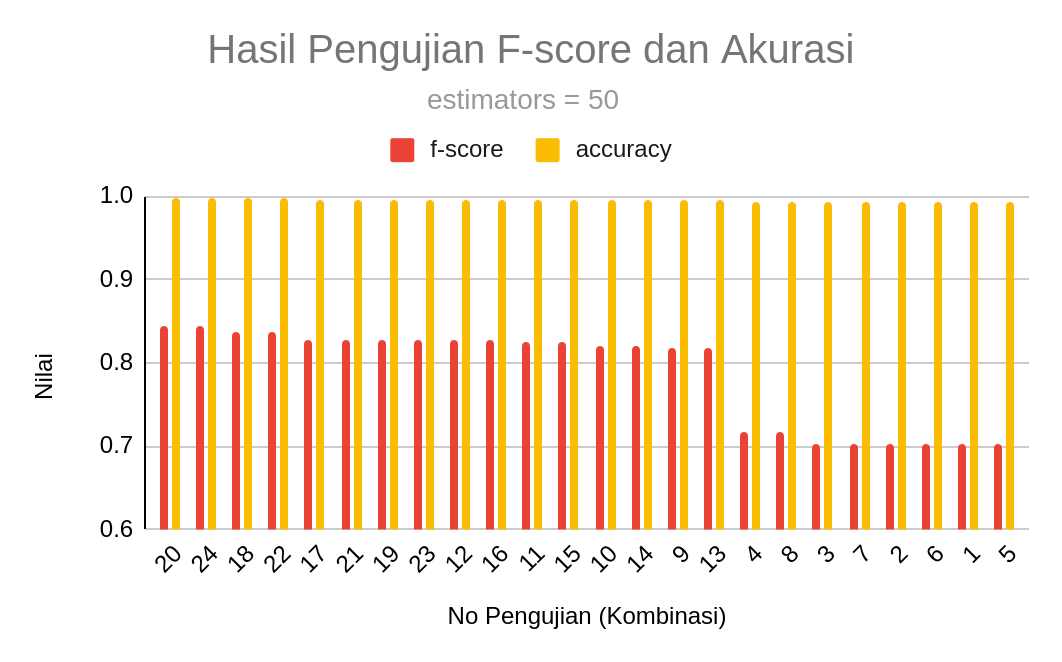 Hasil Pengujian F-score dan Akurasi
estimators = 50
f-score accuracy
1.0
0.9
0.8
0.7
0.6
Nilai
20 24 18 22 17 21 19 23 12 16 11 15 10 14 9 13 4 8 3 7 2 6 1 5
No Pengujian (Kombinasi)